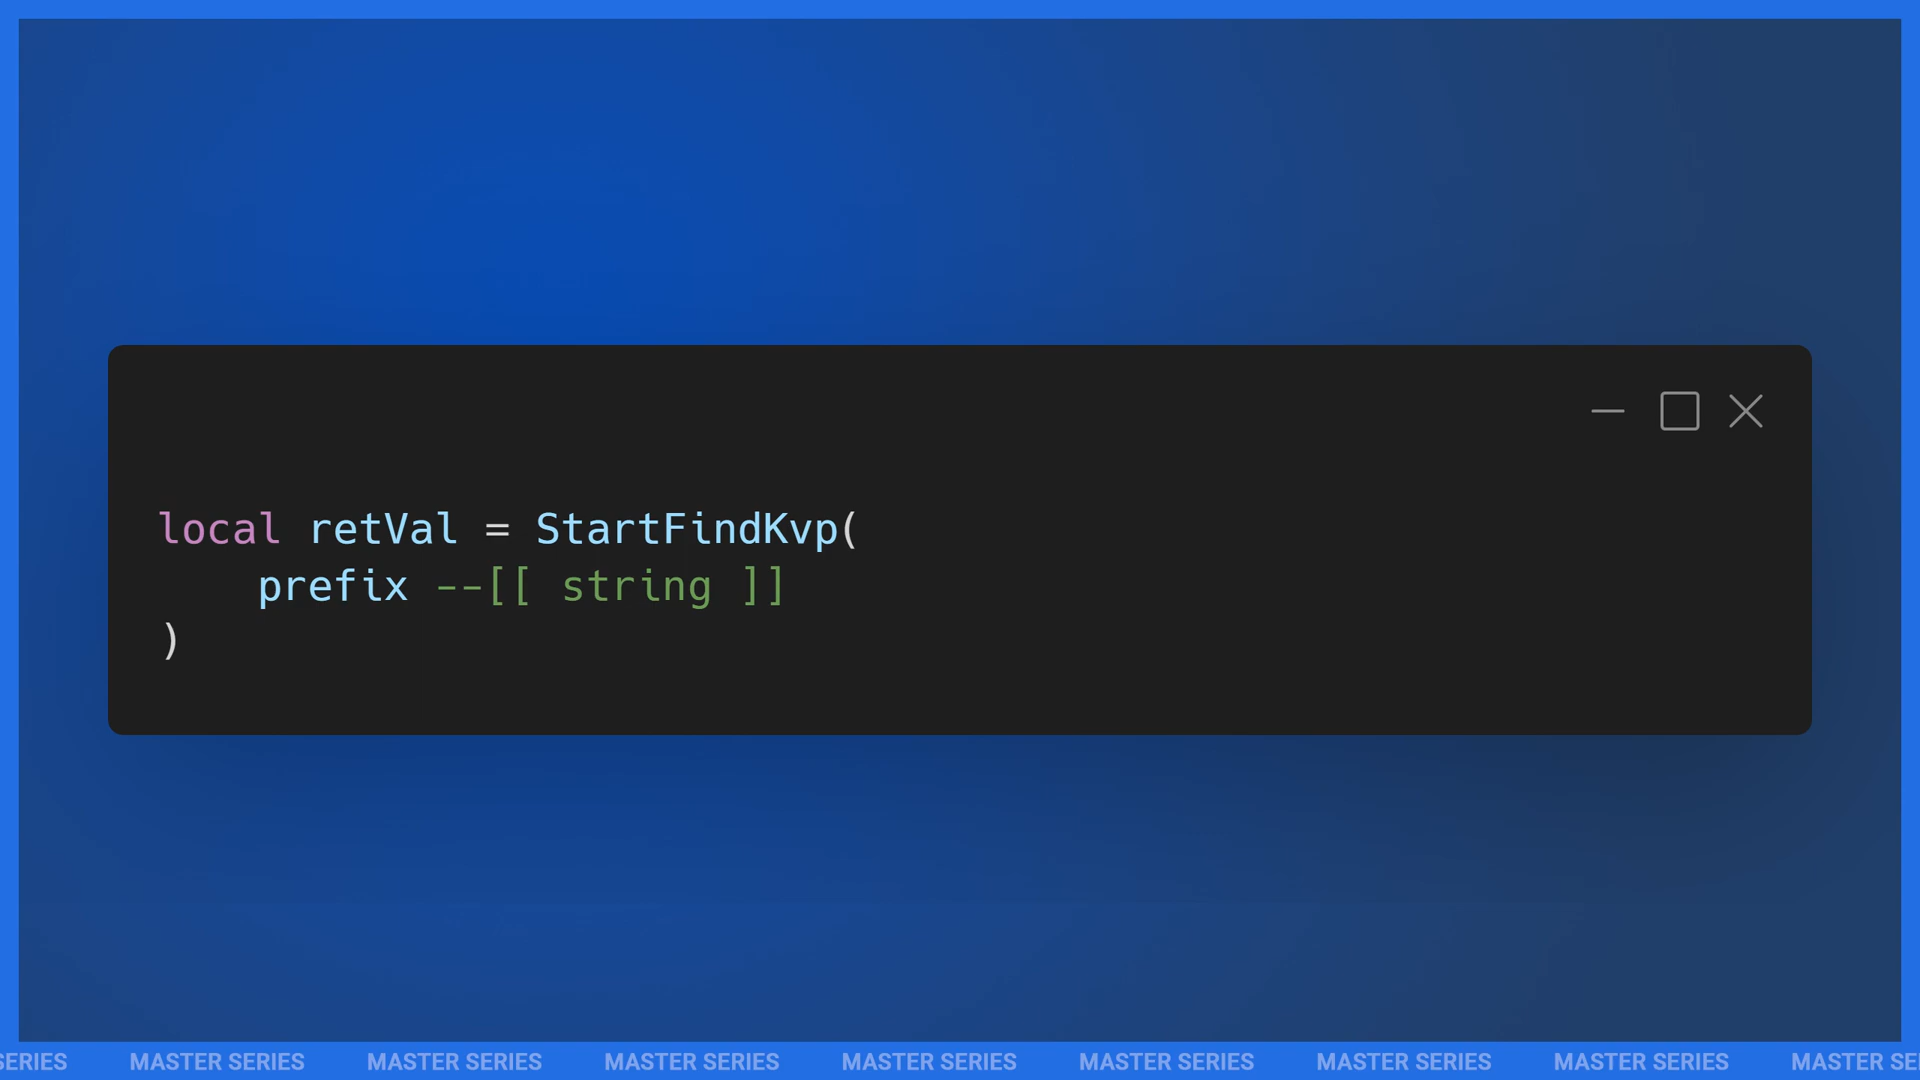 local retVal = StartFindKvp(
    prefix --[[ string ]]
)
SERIES MASTER SERIES MASTER SERIES MASTER SERIES MASTER SERIES MASTER SERIES MASTER SERIES MASTER SERIES MASTER SE